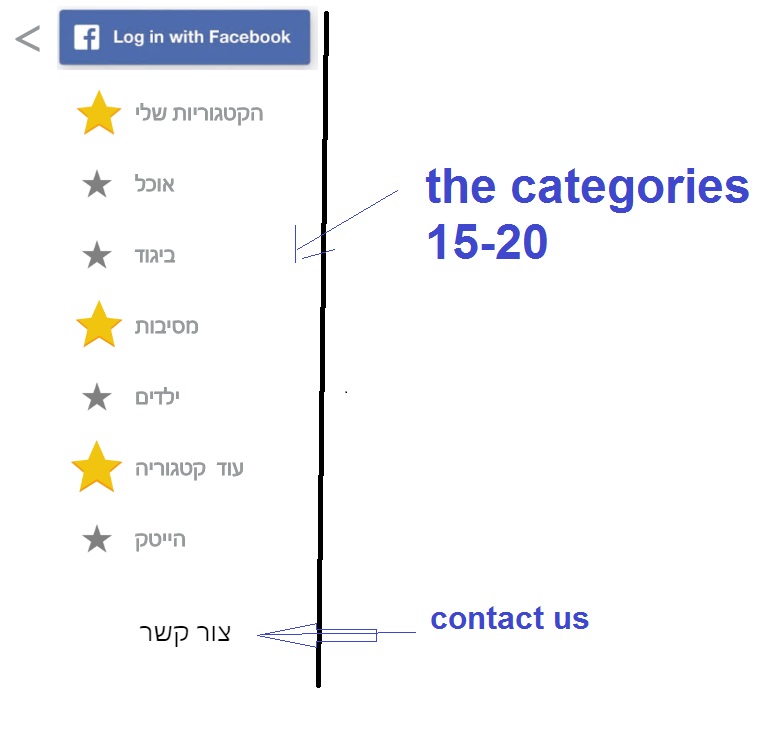 <
f Log in with Facebook
הקטגוריות שלי
אוכל
ביגוד
מסיבות
ילדים
עוד קטגוריה
הייטק
צור קשר
the categories
15-20
contact us